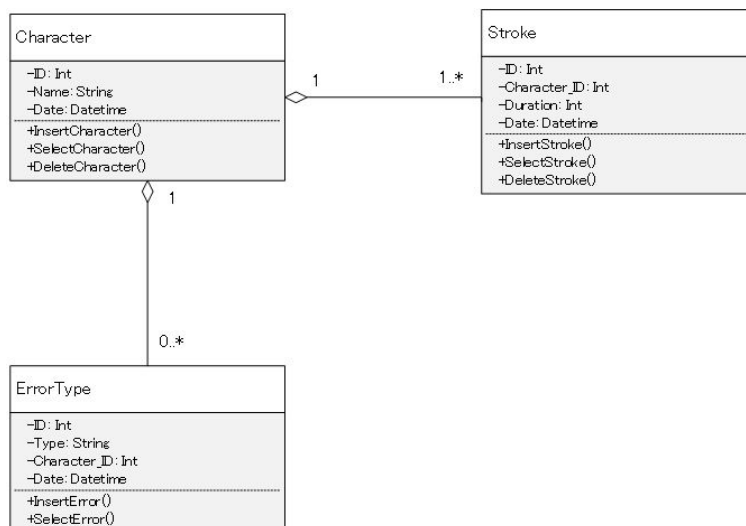 Character
-ID: Int
-Name: String
-Date: Datetime
+InsertCharacter()
+SelectCharacter()
+DeleteCharacter()
1
1..*
Stroke
-ID: Int
-Character_ID: Int
-Duration: Int
-Date: Datetime
+InsertStroke()
+SelectStroke()
+DeleteStroke()
1
0..*
ErrorType
-ID: Int
-Type: String
-Character_ID: Int
-Date: Datetime
+InsertError()
+SelectError()